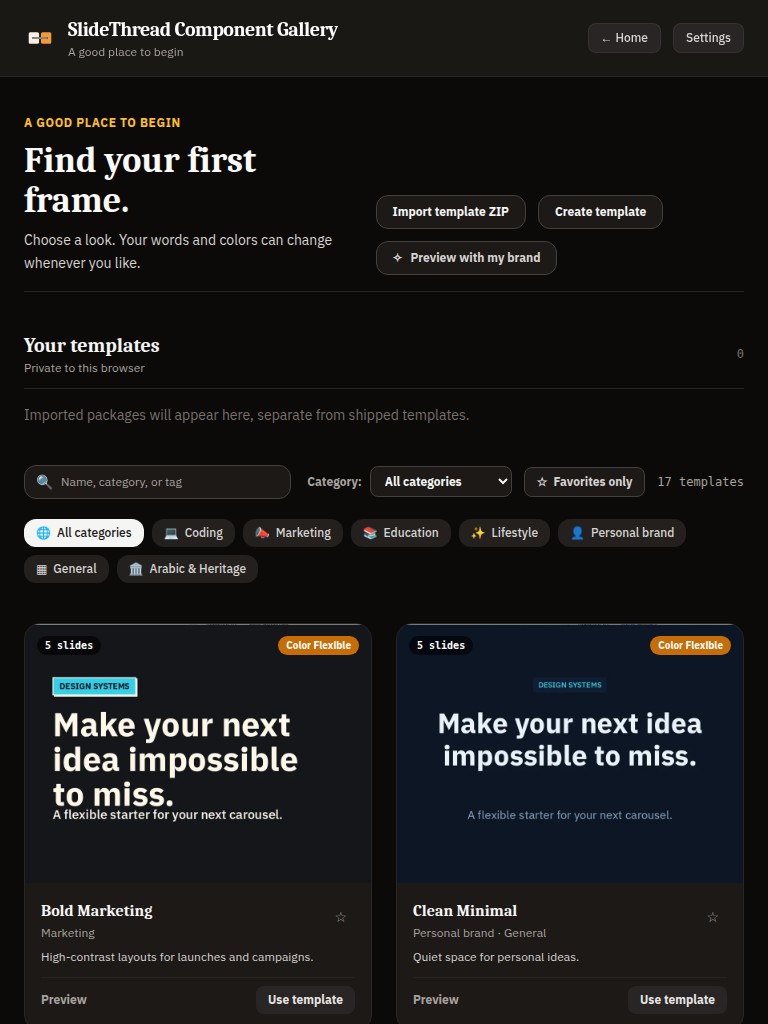 SlideThread Component Gallery
A good place to begin
← Home
Settings
A GOOD PLACE TO BEGIN
Find your first
frame.
Choose a look. Your words and colors can change
whenever you like.
Import template ZIP
Create template
✧ Preview with my brand
Your templates
Private to this browser
0
Imported packages will appear here, separate from shipped templates.
Name, category, or tag
Category:
All categories
☆ Favorites only
17 templates
All categories
Coding
Marketing
Education
Lifestyle
Personal brand
General
Arabic & Heritage
5 slides
Color Flexible
DESIGN SYSTEMS
Make your next
idea impossible
to miss.
A flexible starter for your next carousel.
Bold Marketing
☆
Marketing
High-contrast layouts for launches and campaigns.
Preview
Use template
5 slides
Color Flexible
DESIGN SYSTEMS
Make your next idea
impossible to miss.
A flexible starter for your next carousel.
Clean Minimal
☆
Personal brand · General
Quiet space for personal ideas.
Preview
Use template